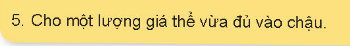 5. Cho một lượng giá thể vừa đủ vào chậu.